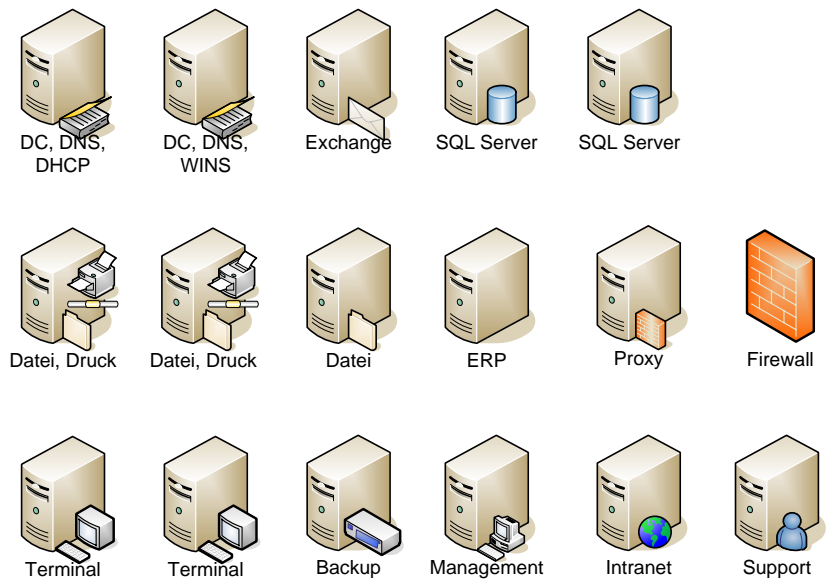 DC, DNS,
DHCP
DC, DNS,
WINS
Exchange
SQL Server
SQL Server
Datei, Druck
Datei, Druck
Datei
ERP
Proxy
Firewall
Terminal
Terminal
Backup
Management
Intranet
Support